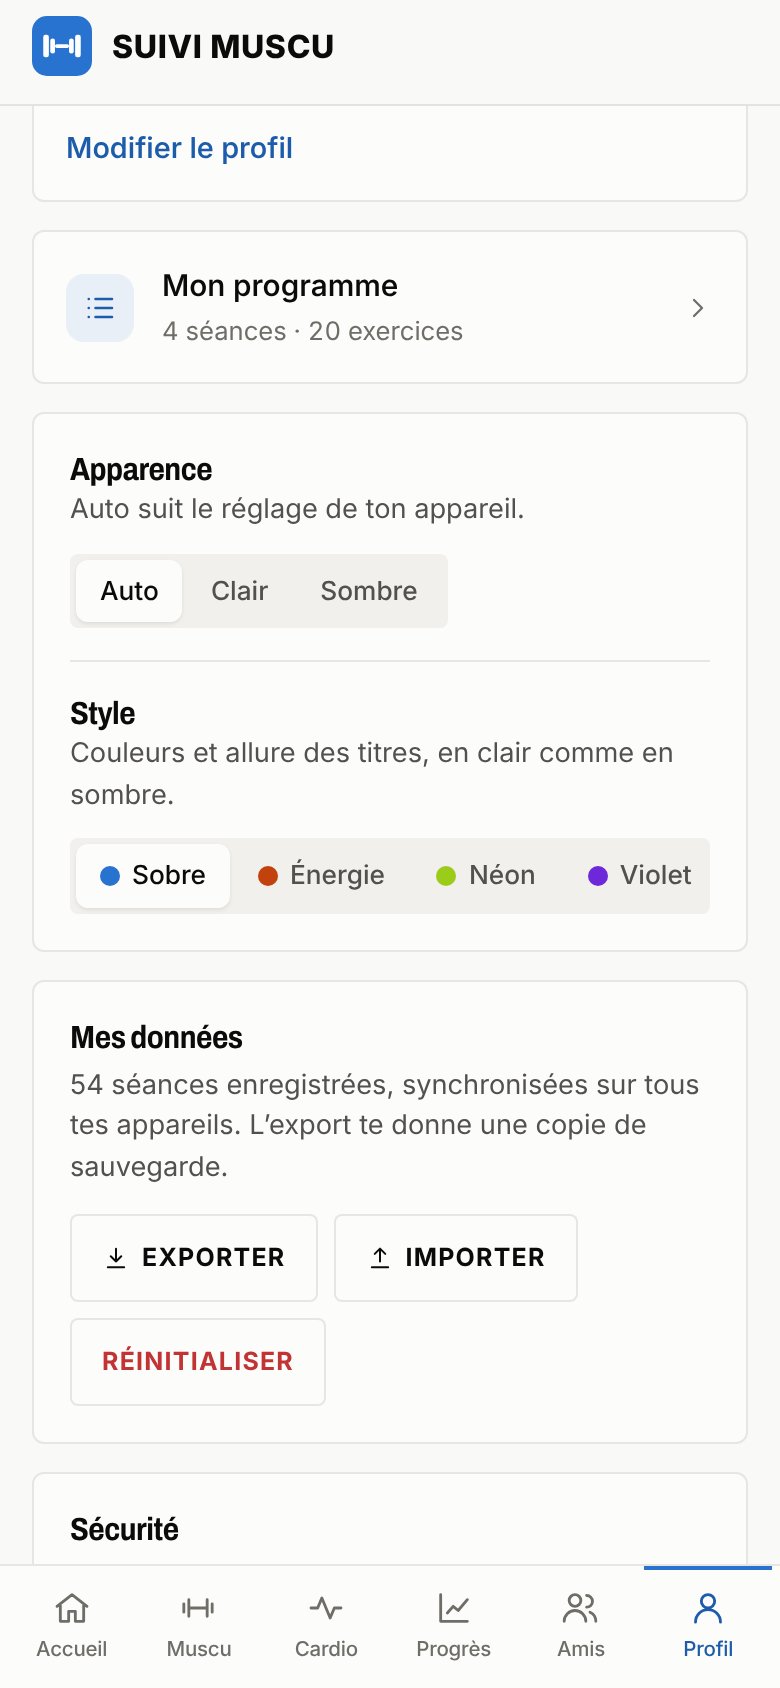 SUIVI MUSCU
Modifier le profil
Mon programme
4 séances · 20 exercices
Apparence
Auto suit le réglage de ton appareil.
Auto Clair Sombre
Style
Couleurs et allure des titres, en clair comme en
sombre.
Sobre Énergie Néon Violet
Mes données
54 séances enregistrées, synchronisées sur tous
tes appareils. L’export te donne une copie de
sauvegarde.
EXPORTER IMPORTER
RÉINITIALISER
Sécurité
Accueil Muscu Cardio Progrès Amis Profil